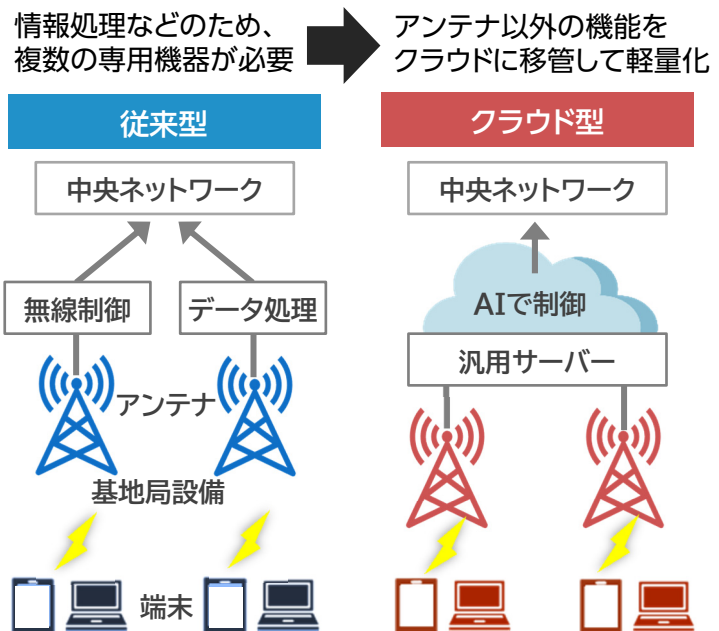 情報処理などのため、
複数の専用機器が必要
アンテナ以外の機能を
クラウドに移管して軽量化
従来型
中央ネットワーク
無線制御
データ処理
アンテナ
基地局設備
端末
クラウド型
中央ネットワーク
AIで制御
汎用サーバー